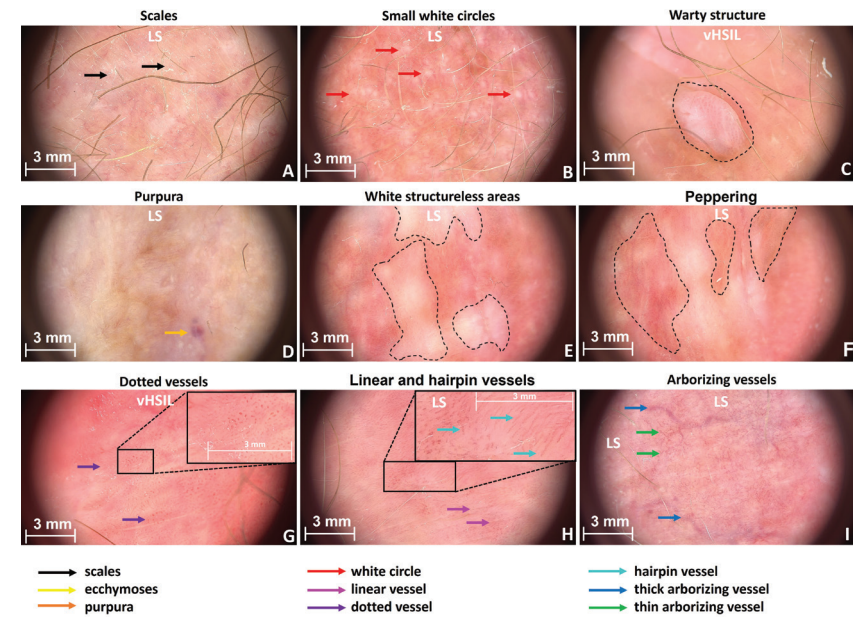 Scales
Small white circles
Warty structure
LS
LS
vHSIL
3 mm
A
3 mm
B
3 mm
C
Purpura
White structureless areas
Peppering
LS
LS
LS
3 mm
D
3 mm
E
3 mm
F
Dotted vessels
Linear and hairpin vessels
Arborizing vessels
vHSIL
LS
LS
3 mm
3 mm
LS
3 mm
G
3 mm
H
3 mm
I
scales
white circle
hairpin vessel
ecchymoses
linear vessel
thick arborizing vessel
purpura
dotted vessel
thin arborizing vessel